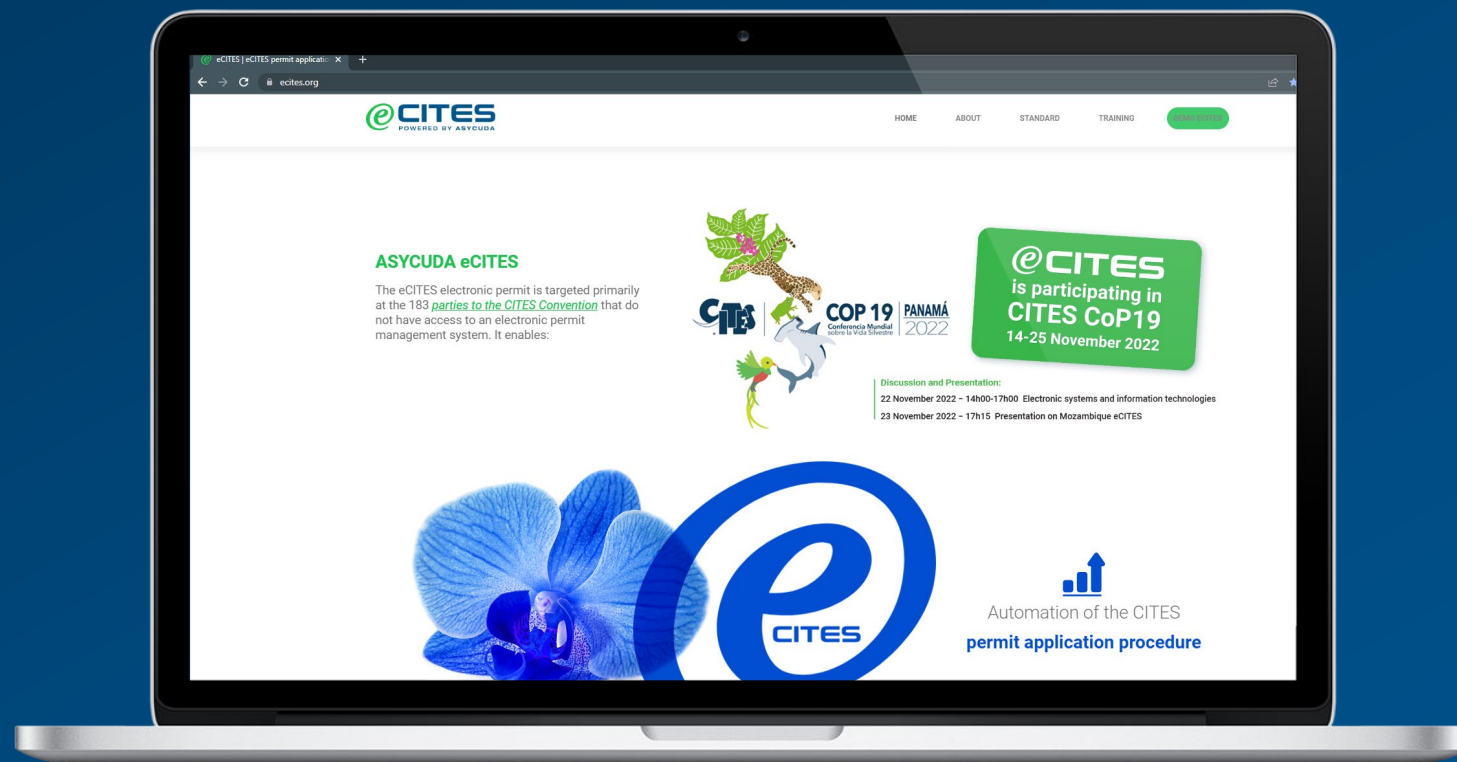 eCITES | eCITES permit applicatio
ecites.org
eCITES
POWERED BY ASYCUDA
HOME
ABOUT
STANDARD
TRAINING
DEMO ECITES
ASYCUDA eCITES
The eCITES electronic permit is targeted primarily
at the 183 parties to the CITES Convention that do
not have access to an electronic permit
management system. It enables:
CITES
COP 19
Conferencia Mundial
sobre la Vida Silvestre
PANAMÁ
2022
eCITES
is participating in
CITES CoP19
14-25 November 2022
Discussion and Presentation:
22 November 2022 – 14h00-17h00 Electronic systems and information technologies
23 November 2022 – 17h15 Presentation on Mozambique eCITES
e
CITES
Automation of the CITES
permit application procedure